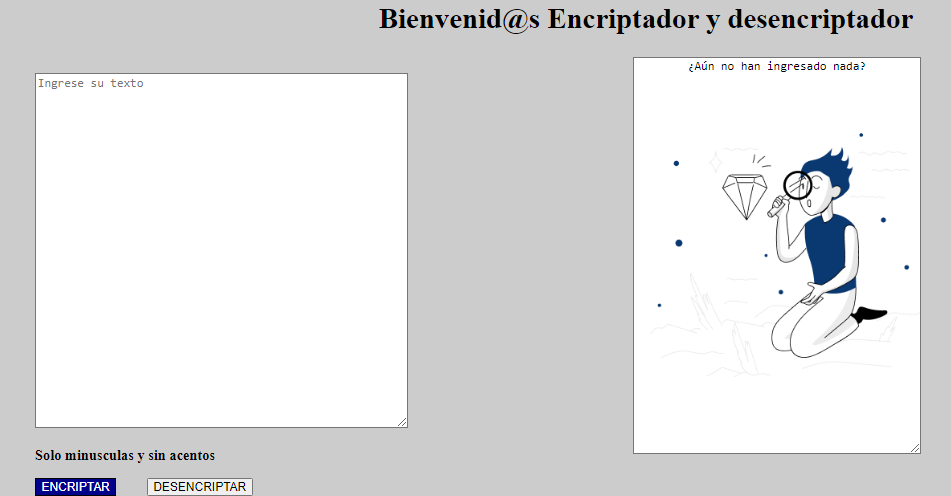 Bienvenid@s Encriptador y desencriptador
Ingrese su texto
¿Aún no han ingresado nada?
Solo minusculas y sin acentos
ENCRIPTAR
DESENCRIPTAR